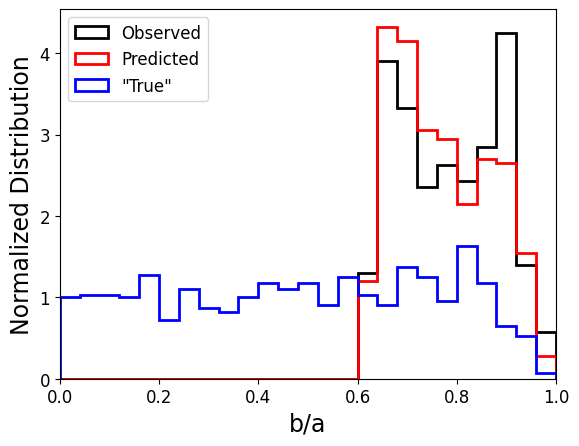 Observed
Predicted
"True"
Normalized Distribution
4
3
2
1
0
0.0 0.2 0.4 0.6 0.8 1.0
b/a